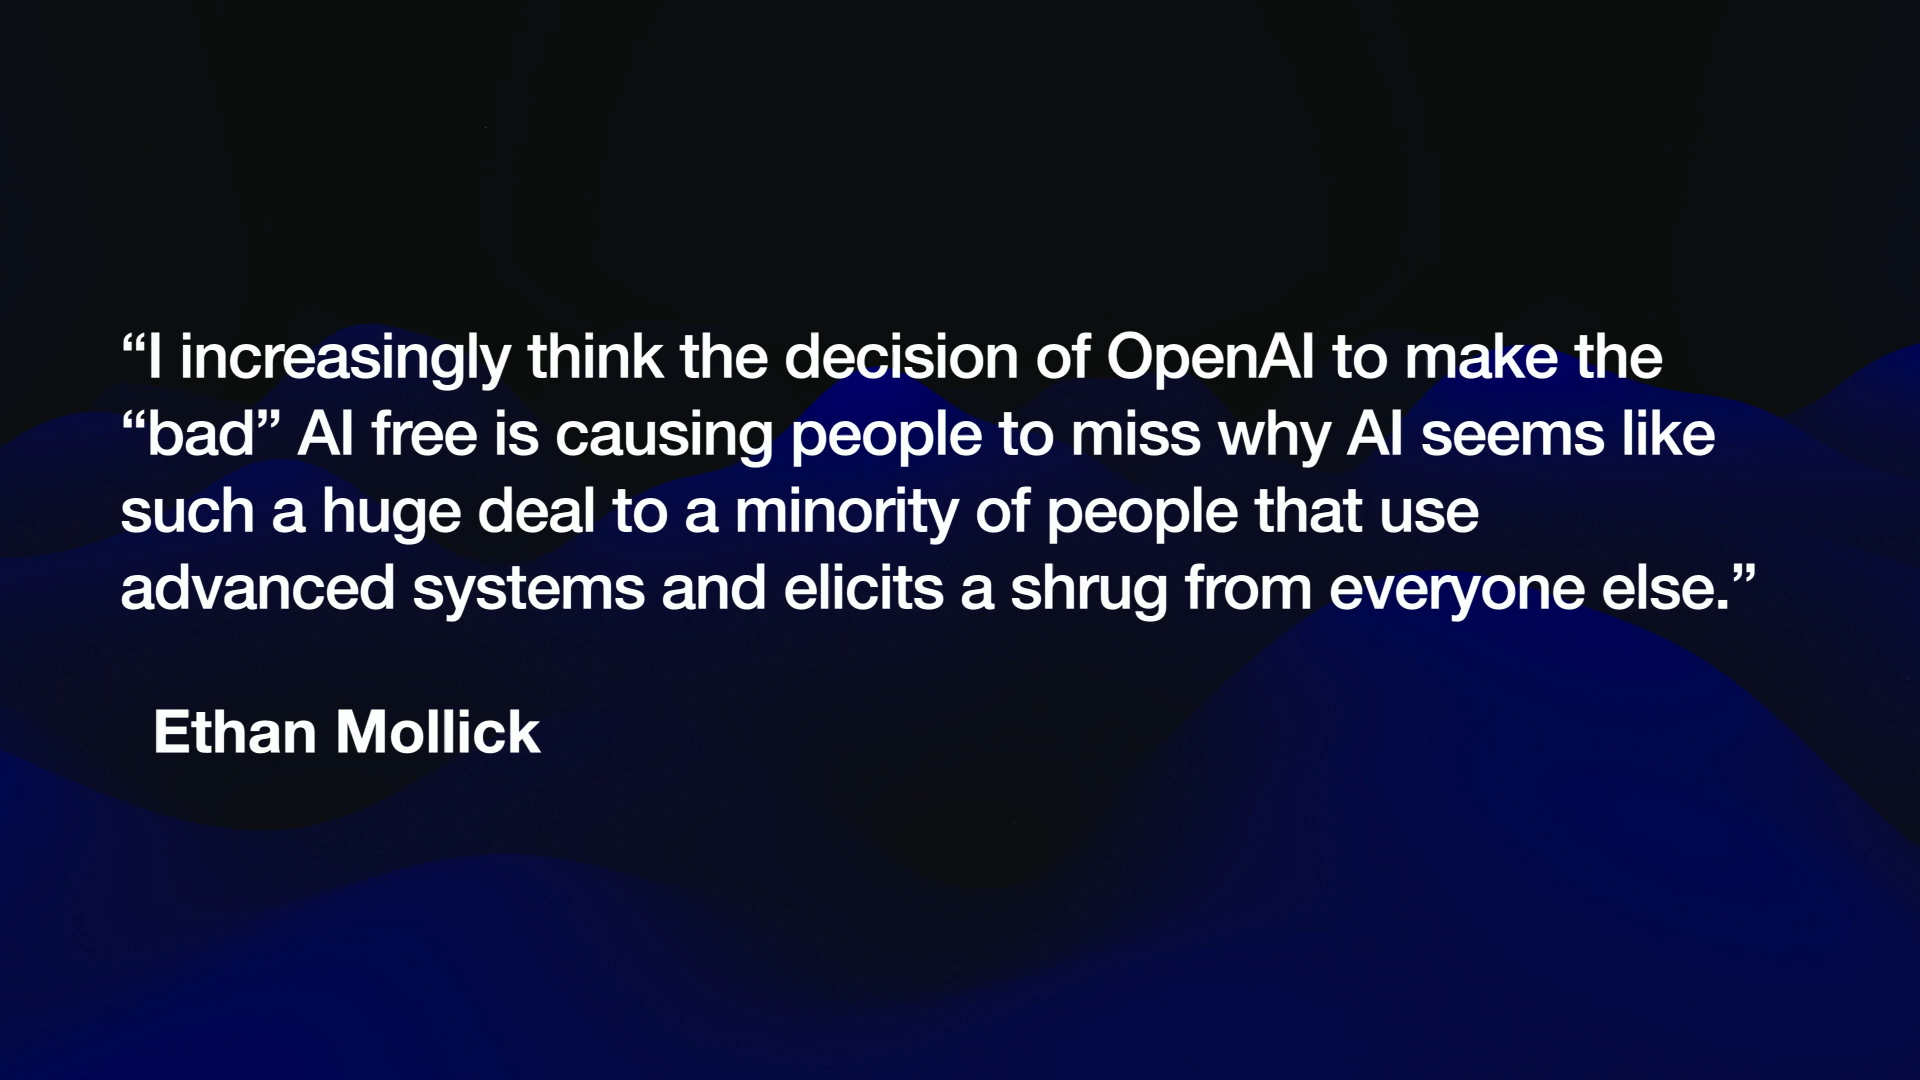 “I increasingly think the decision of OpenAI to make the
“bad” AI free is causing people to miss why AI seems like
such a huge deal to a minority of people that use
advanced systems and elicits a shrug from everyone else.”
Ethan Mollick